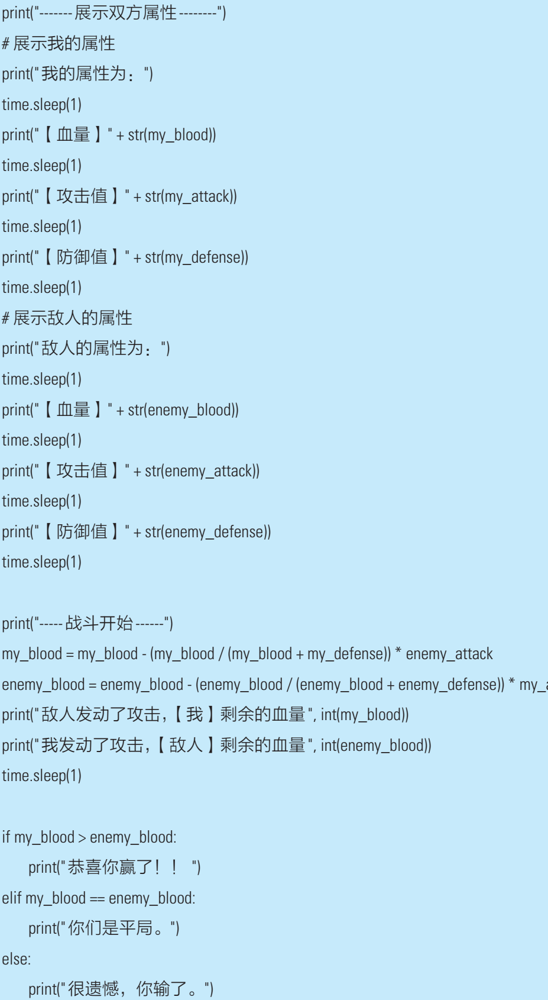 print("-------展示双方属性--------")
# 展示我的属性
print("我的属性为：")
time.sleep(1)
print("【血量】" + str(my_blood))
time.sleep(1)
print("【攻击值】" + str(my_attack))
time.sleep(1)
print("【防御值】" + str(my_defense))
time.sleep(1)
# 展示敌人的属性
print("敌人的属性为：")
time.sleep(1)
print("【血量】" + str(enemy_blood))
time.sleep(1)
print("【攻击值】" + str(enemy_attack))
time.sleep(1)
print("【防御值】" + str(enemy_defense))
time.sleep(1)
print("-----战斗开始------")
my_blood = my_blood - (my_blood / (my_blood + my_defense)) * enemy_attack
enemy_blood = enemy_blood - (enemy_blood / (enemy_blood + enemy_defense)) * my_
print("敌人发动了攻击,【我】剩余的血量", int(my_blood))
print("我发动了攻击,【敌人】剩余的血量", int(enemy_blood))
time.sleep(1)
if my_blood > enemy_blood:
    print("恭喜你赢了！！ ")
elif my_blood == enemy_blood:
    print("你们是平局。")
else:
    print("很遗憾，你输了。")